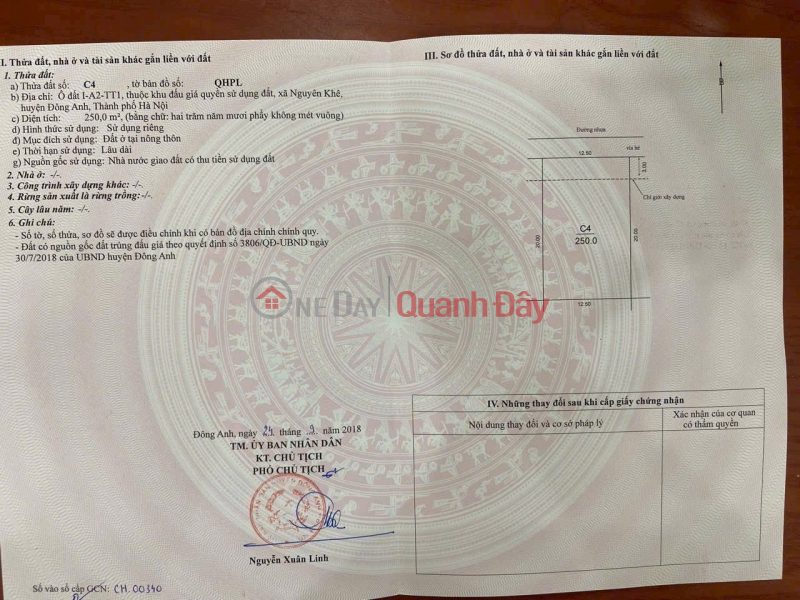 II. Thửa đất, nhà ở và tài sản khác gắn liền với đất
1. Thửa đất:
a) Thửa đất số: C4 , tờ bản đồ số: QHPL
b) Địa chỉ: Ô đất I-A2-TT1, thuộc khu đấu giá quyền sử dụng đất, xã Nguyên Khê,
huyện Đông Anh, Thành phố Hà Nội
c) Diện tích: 250,0 m², (bằng chữ: hai trăm năm mươi phẩy không mét vuông)
d) Hình thức sử dụng: Sử dụng riêng
đ) Mục đích sử dụng: Đất ở tại nông thôn
e) Thời hạn sử dụng: Lâu dài
g) Nguồn gốc sử dụng: Nhà nước giao đất có thu tiền sử dụng đất
2. Nhà ở: -/-.
3. Công trình xây dựng khác: -/-.
4. Rừng sản xuất là rừng trồng:-/-.
5. Cây lâu năm: -/-.
6. Ghi chú:
- Số tờ, số thửa, sơ đồ sẽ được điều chỉnh khi có bản đồ địa chính chính quy.
- Đất có nguồn gốc đất trúng đấu giá theo quyết định số 3806/QĐ-UBND ngày
30/7/2018 của UBND huyện Đông Anh
III. Sơ đồ thửa đất, nhà ở và tài sản khác gắn liền với đất
B
Đường nhựa
vỉa hè
12.50
3.00
Chỉ giới xây dựng
C4
250.0
20.00
20.00
12.50
ONEDAY Quanh Đây
Đông Anh, ngày 24 tháng 9 năm 2018
TM. ỦY BAN NHÂN DÂN
KT. CHỦ TỊCH
PHÓ CHỦ TỊCH
Nguyễn Xuân Linh
Số vào sổ cấp GCN: CH.00340
IV. Những thay đổi sau khi cấp giấy chứng nhận
Nội dung thay đổi và cơ sở pháp lý
Xác nhận của cơ quan
có thẩm quyền